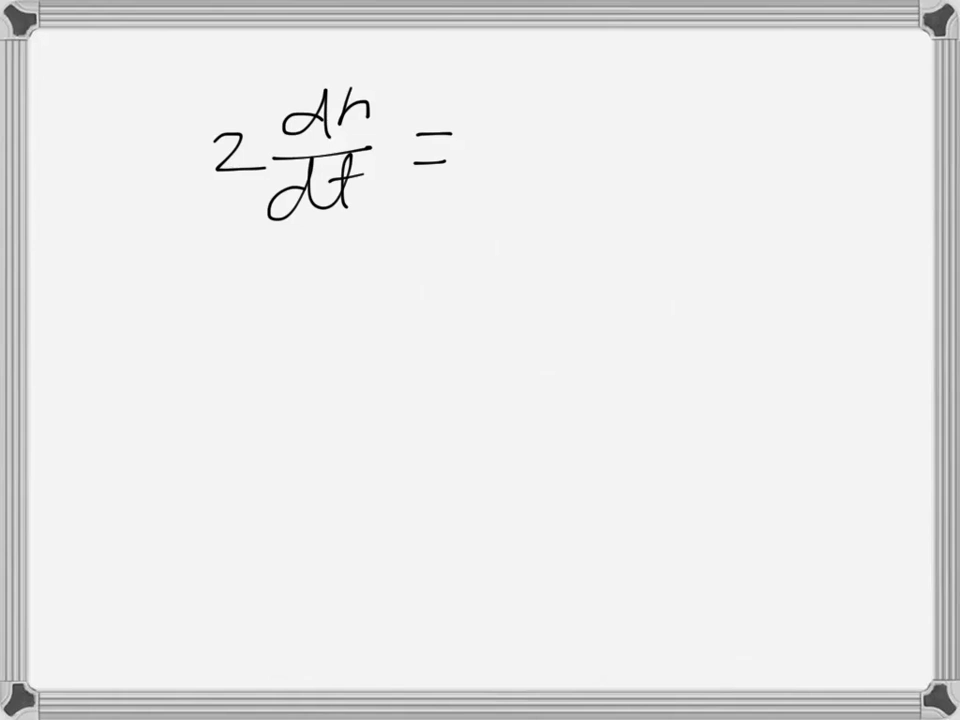 2 dh/dt =